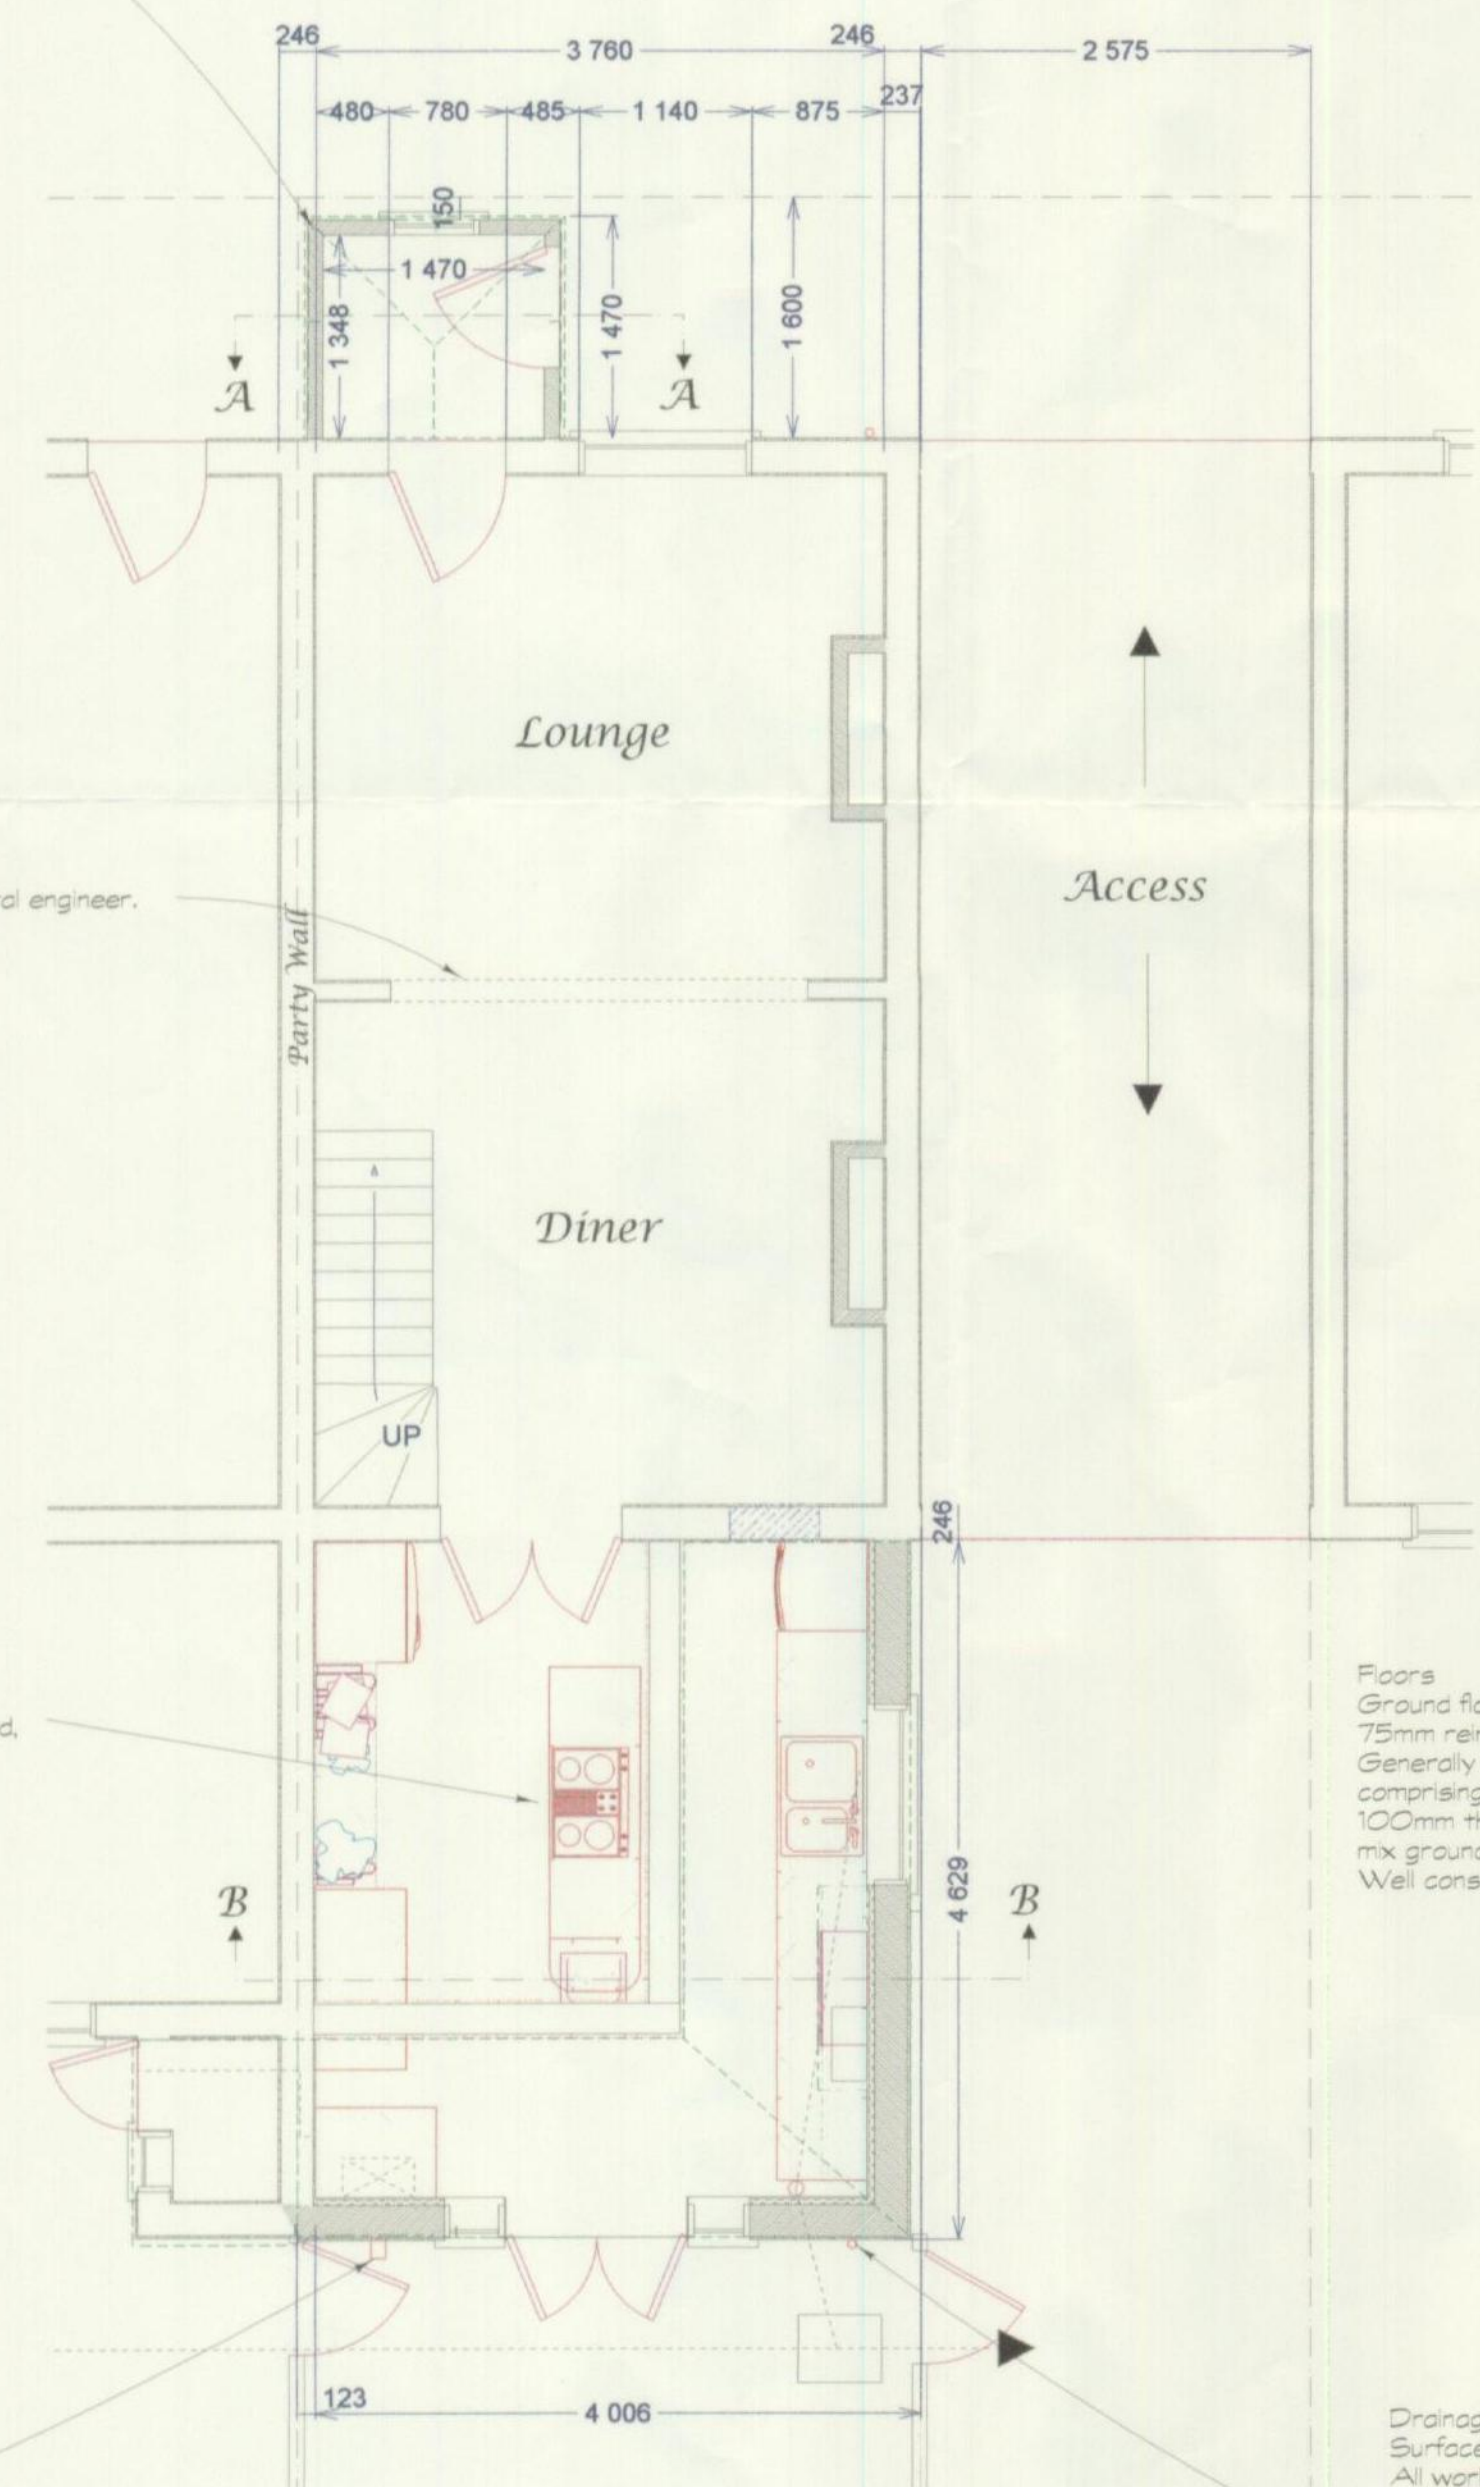 246
3 760
246
2 575
480
780
485
1 140
875
237
150
1 470
1 348
1 470
1 600
A
A
Lounge
Access
al engineer.
Party Wall
Diner
UP
246
Floors
Ground flo
75mm rei
Generally
comprising
100mm th
mix ground
Well cons
d,
B
B
4 629
123
4 006
Drainag
Surface
All wor